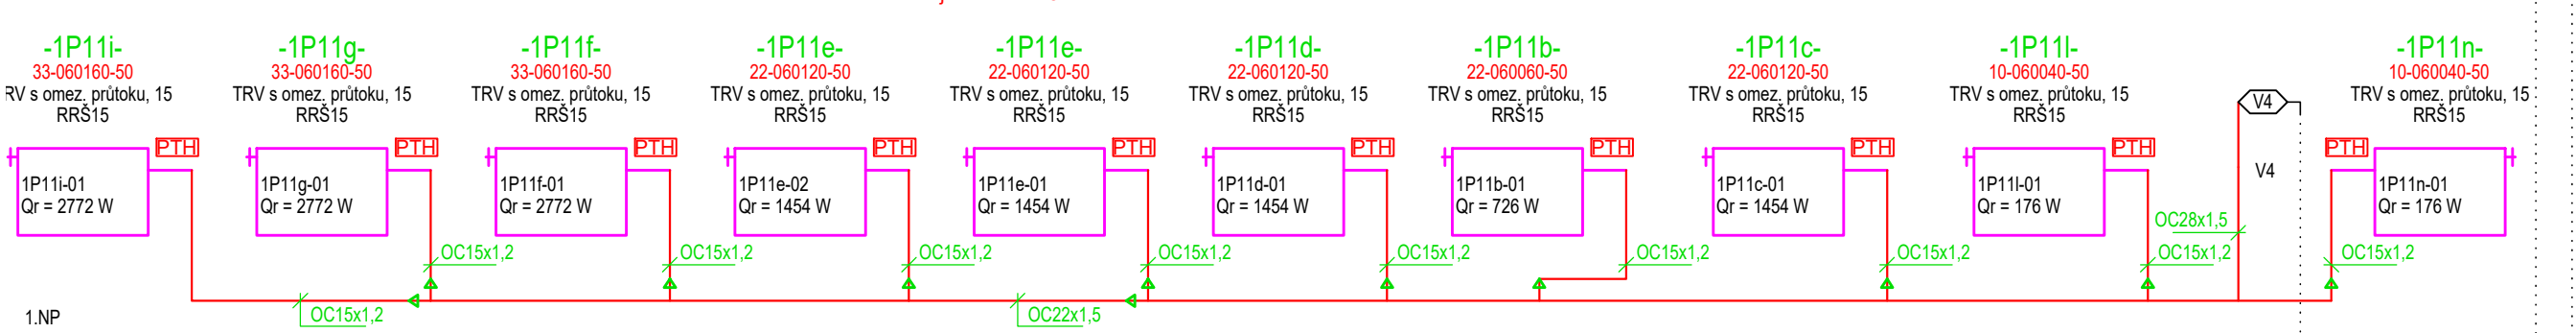 -1P11i-
33-060160-50
RV s omez. průtoku, 15
RRŠ15
PTH
1P11i-01
Qr = 2772 W
-1P11g-
33-060160-50
TRV s omez. průtoku, 15
RRŠ15
PTH
1P11g-01
Qr = 2772 W
OC15x1,2
-1P11f-
33-060160-50
TRV s omez. průtoku, 15
RRŠ15
PTH
1P11f-01
Qr = 2772 W
OC15x1,2
-1P11e-
22-060120-50
TRV s omez. průtoku, 15
RRŠ15
PTH
1P11e-02
Qr = 1454 W
OC15x1,2
-1P11e-
22-060120-50
TRV s omez. průtoku, 15
RRŠ15
PTH
1P11e-01
Qr = 1454 W
OC15x1,2
-1P11d-
22-060120-50
TRV s omez. průtoku, 15
RRŠ15
PTH
1P11d-01
Qr = 1454 W
OC15x1,2
-1P11b-
22-060060-50
TRV s omez. průtoku, 15
RRŠ15
PTH
1P11b-01
Qr = 726 W
OC15x1,2
-1P11c-
22-060120-50
TRV s omez. průtoku, 15
RRŠ15
PTH
1P11c-01
Qr = 1454 W
OC15x1,2
-1P11l-
10-060040-50
TRV s omez. průtoku, 15
RRŠ15
PTH
1P11l-01
Qr = 176 W
OC15x1,2
V4
V4
OC28x1,5
-1P11n-
10-060040-50
TRV s omez. průtoku, 15
RRŠ15
PTH
1P11n-01
Qr = 176 W
OC15x1,2
1.NP
OC15x1,2
OC22x1,5